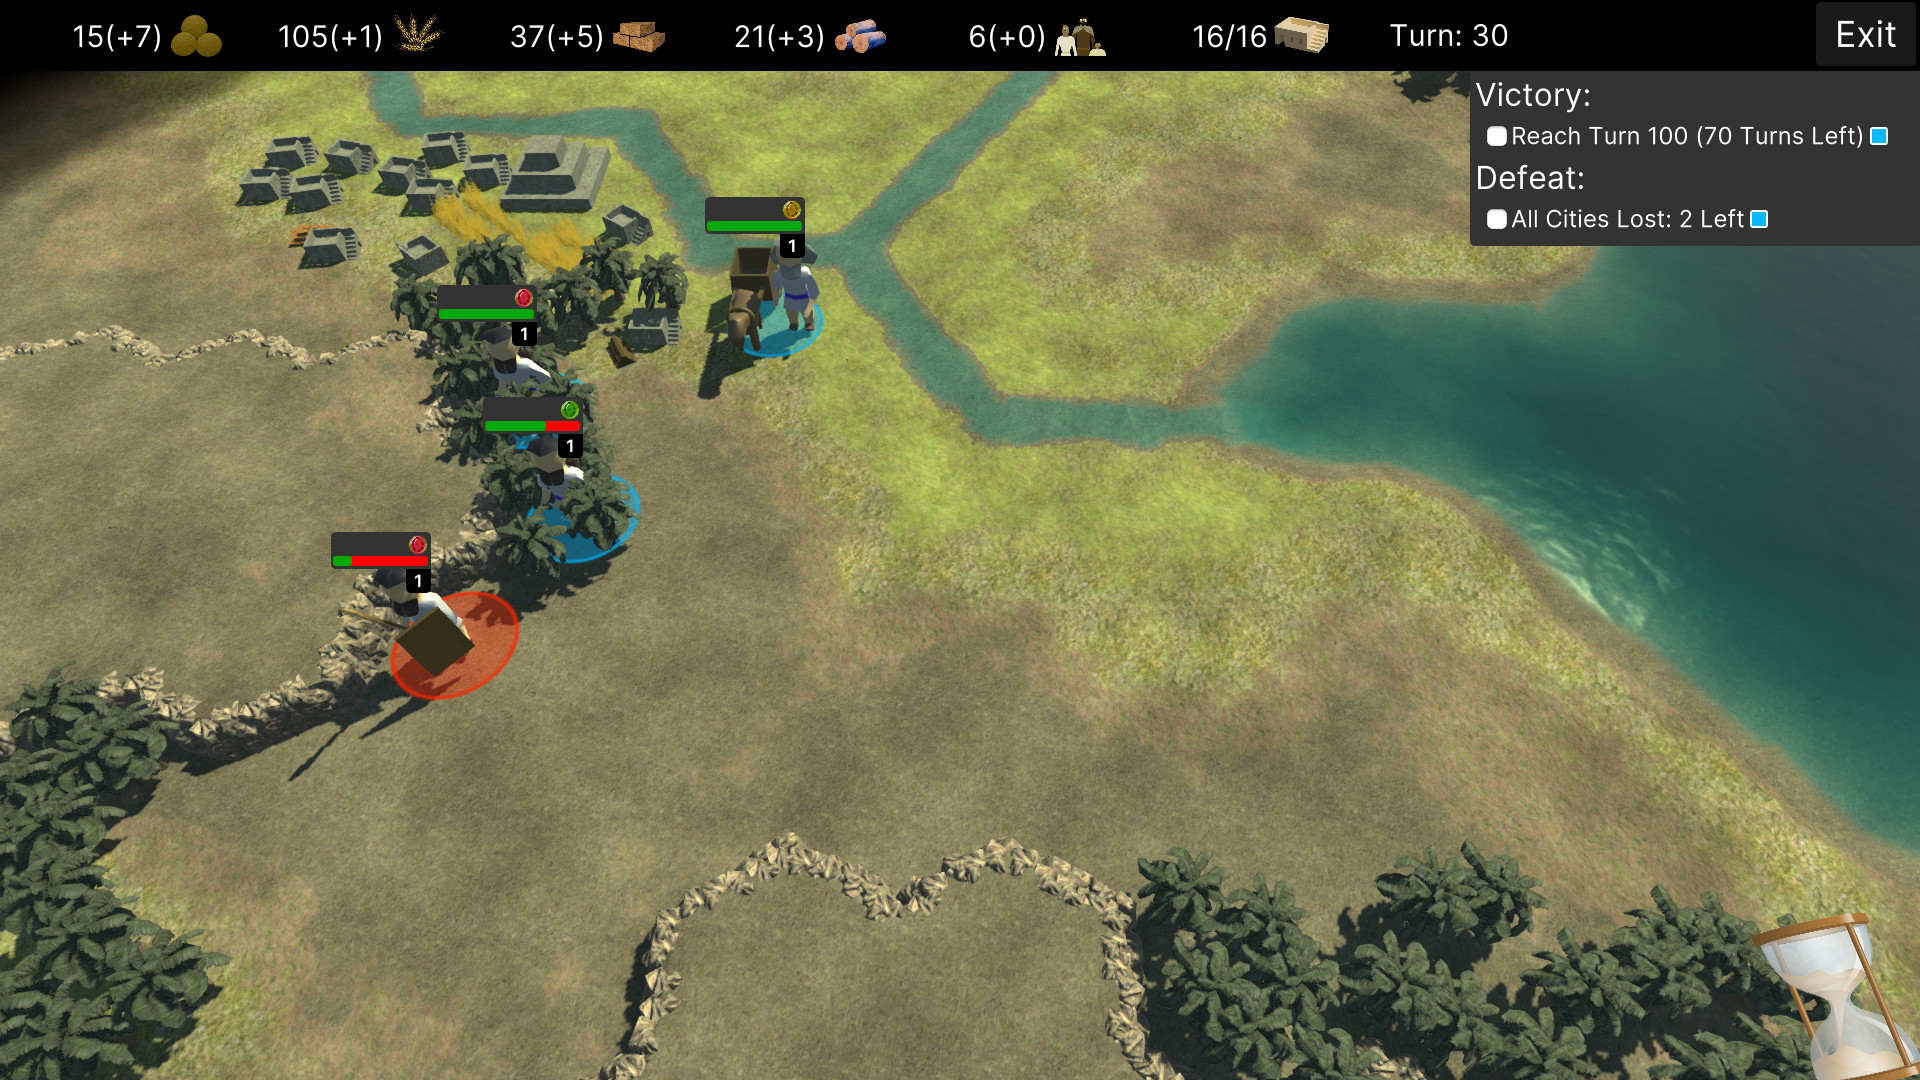 15(+7) 105(+1) 37(+5) 21(+3) 6(+0) 16/16 Turn: 30 Exit
Victory:
Reach Turn 100 (70 Turns Left)
Defeat:
All Cities Lost: 2 Left
1
1
1
1